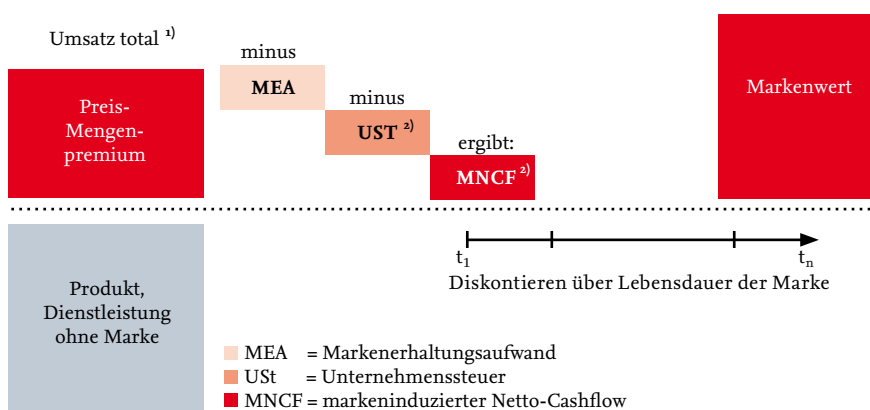 Umsatz total 1)
Preis-
Mengen-
premium
minus
MEA
minus
UST 2)
ergibt:
MNCF 2)
Markenwert
t1
tn
Diskontieren über Lebensdauer der Marke
Produkt,
Dienstleistung
ohne Marke
MEA = Markenerhaltungsaufwand
USt = Unternehmenssteuer
MNCF = markeninduzierter Netto-Cashflow